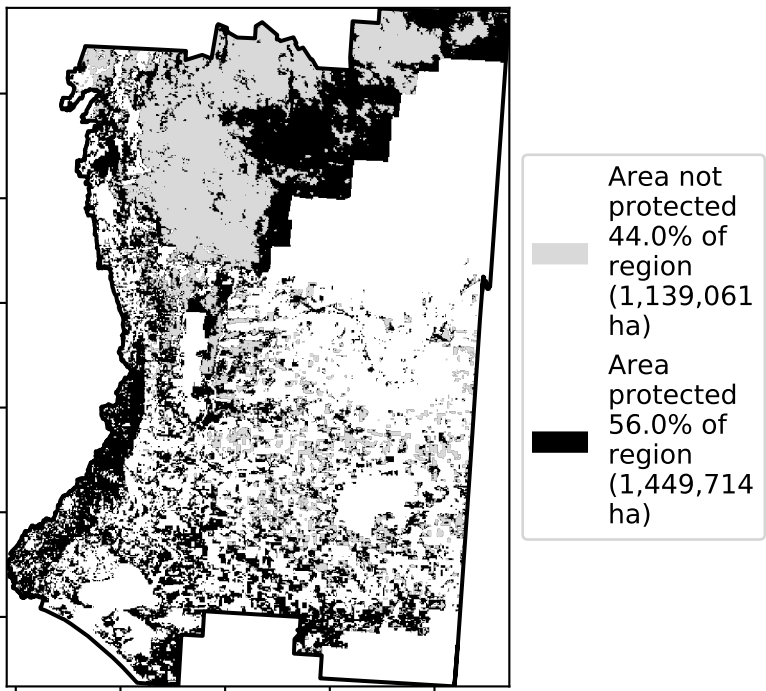 Area not
protected
44.0% of
region
(1,139,061
ha)
Area
protected
56.0% of
region
(1,449,714
ha)